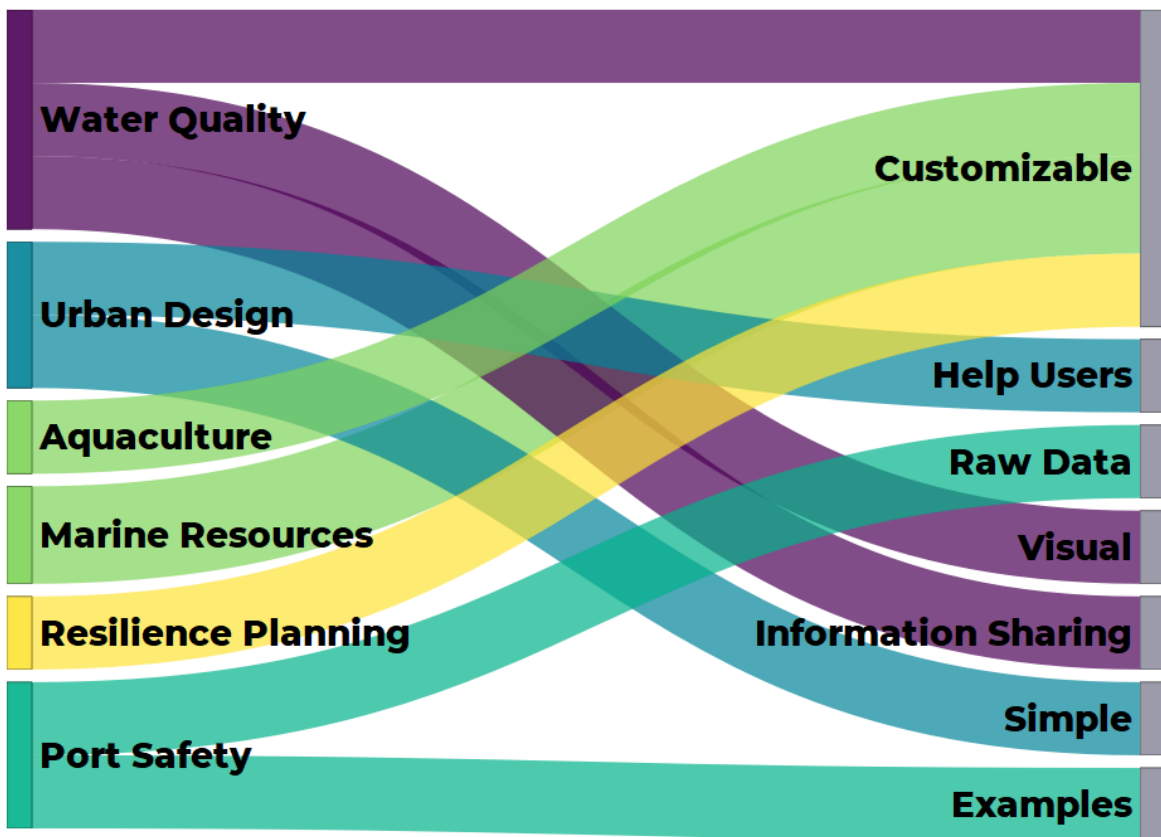 Water Quality
Urban Design
Aquaculture
Marine Resources
Resilience Planning
Port Safety
Customizable
Help Users
Raw Data
Visual
Information Sharing
Simple
Examples